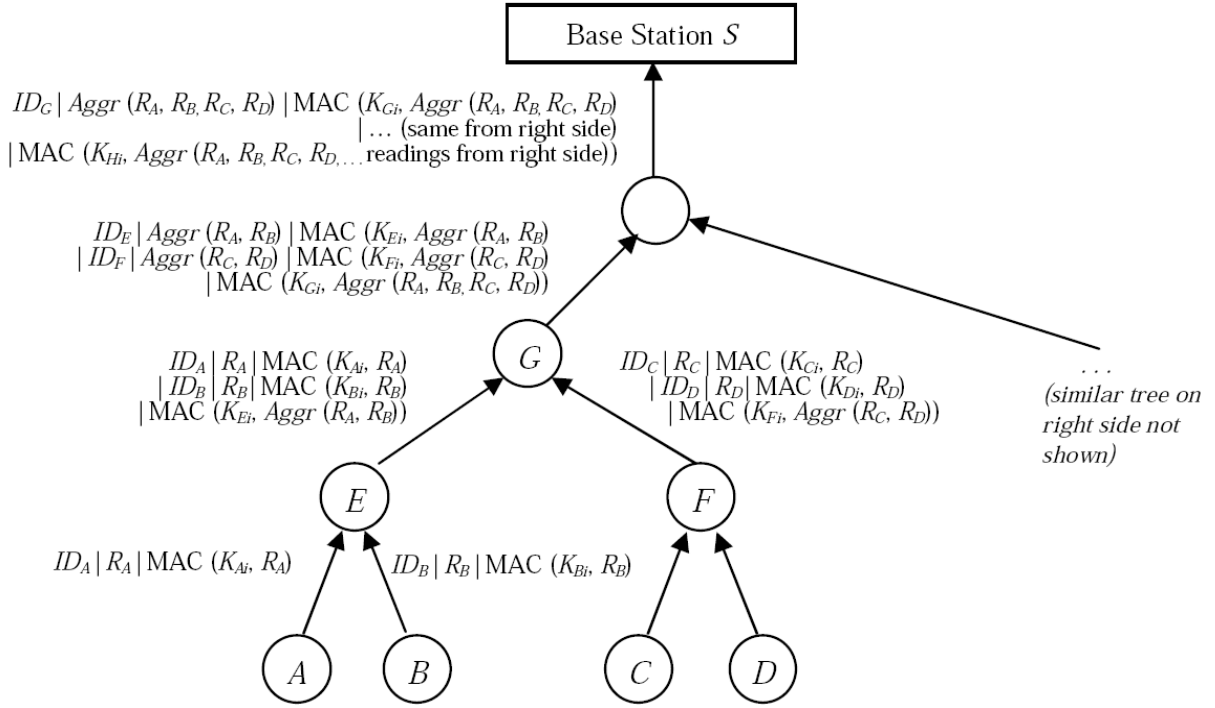 Base Station S
ID_G | Aggr (R_A, R_B, R_C, R_D) | MAC (K_Gi, Aggr (R_A, R_B, R_C, R_D)
| … (same from right side)
| MAC (K_Hi, Aggr (R_A, R_B, R_C, R_D, … readings from right side))
ID_E | Aggr (R_A, R_B) | MAC (K_Ei, Aggr (R_A, R_B)
| ID_F | Aggr (R_C, R_D) | MAC (K_Fi, Aggr (R_C, R_D)
| MAC (K_Gi, Aggr (R_A, R_B, R_C, R_D))
G
ID_A | R_A | MAC (K_Ai, R_A)
| ID_B | R_B | MAC (K_Bi, R_B)
| MAC (K_Ei, Aggr (R_A, R_B))
ID_C | R_C | MAC (K_Ci, R_C)
| ID_D | R_D | MAC (K_Di, R_D)
| MAC (K_Fi, Aggr (R_C, R_D))
…
(similar tree on
right side not
shown)
E
F
ID_A | R_A | MAC (K_Ai, R_A)
ID_B | R_B | MAC (K_Bi, R_B)
A
B
C
D